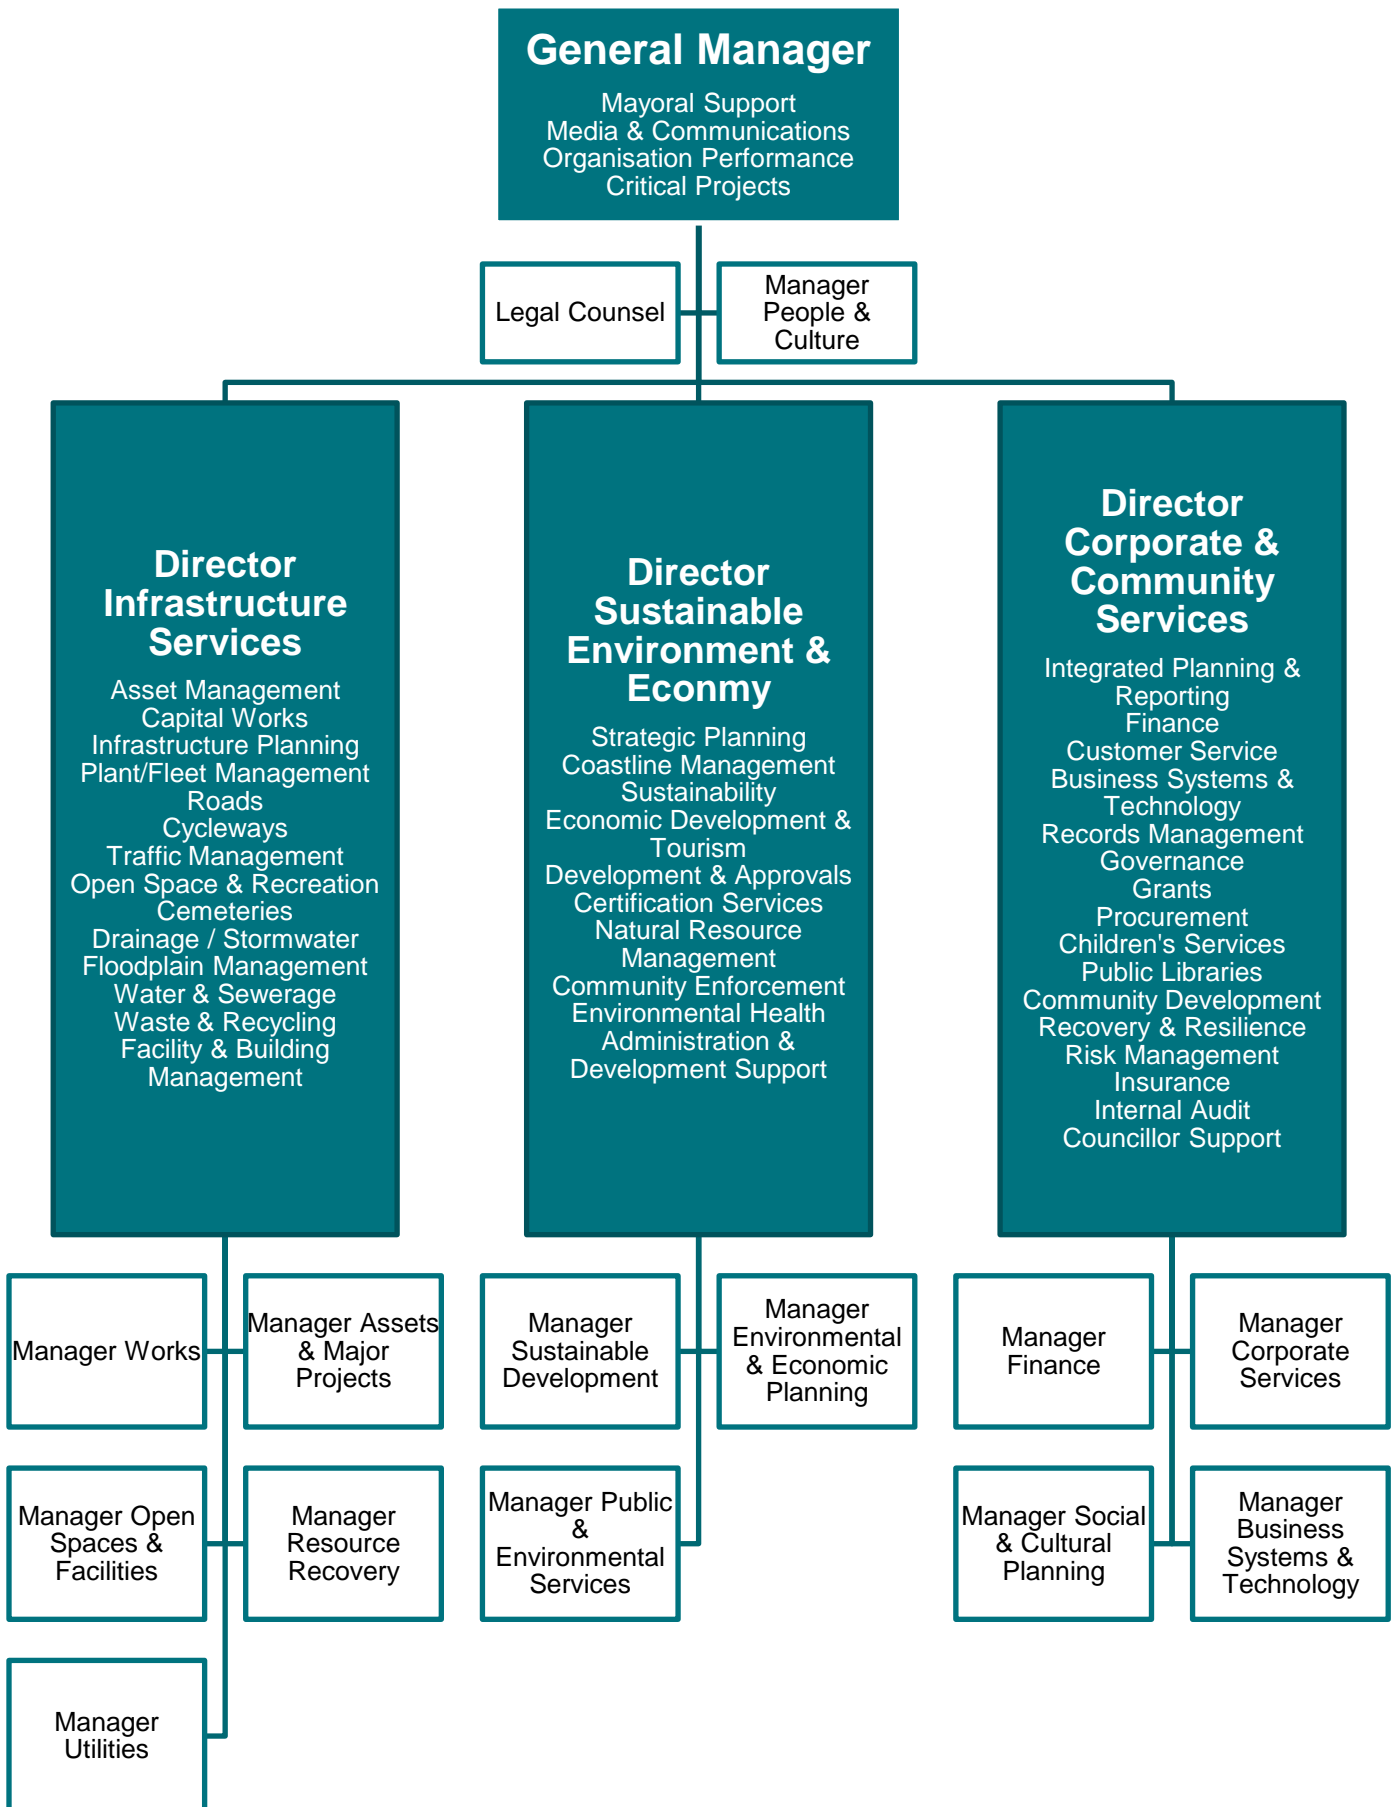 General Manager
Mayoral Support
Media & Communications
Organisation Performance
Critical Projects
Legal Counsel
Manager
People &
Culture
Director
Infrastructure
Services
Asset Management
Capital Works
Infrastructure Planning
Plant/Fleet Management
Roads
Cycleways
Traffic Management
Open Space & Recreation
Cemeteries
Drainage / Stormwater
Floodplain Management
Water & Sewerage
Waste & Recycling
Facility & Building
Management
Director
Sustainable
Environment &
Econmy
Strategic Planning
Coastline Management
Sustainability
Economic Development &
Tourism
Development & Approvals
Certification Services
Natural Resource
Management
Community Enforcement
Environmental Health
Administration &
Development Support
Director
Corporate &
Community
Services
Integrated Planning &
Reporting
Finance
Customer Service
Business Systems &
Technology
Records Management
Governance
Grants
Procurement
Children's Services
Public Libraries
Community Development
Recovery & Resilience
Risk Management
Insurance
Internal Audit
Councillor Support
Manager Works
Manager Assets
& Major
Projects
Manager Open
Spaces &
Facilities
Manager
Resource
Recovery
Manager
Utilities
Manager
Sustainable
Development
Manager
Environmental
& Economic
Planning
Manager Public
&
Environmental
Services
Manager
Finance
Manager
Corporate
Services
Manager Social
& Cultural
Planning
Manager
Business
Systems &
Technology